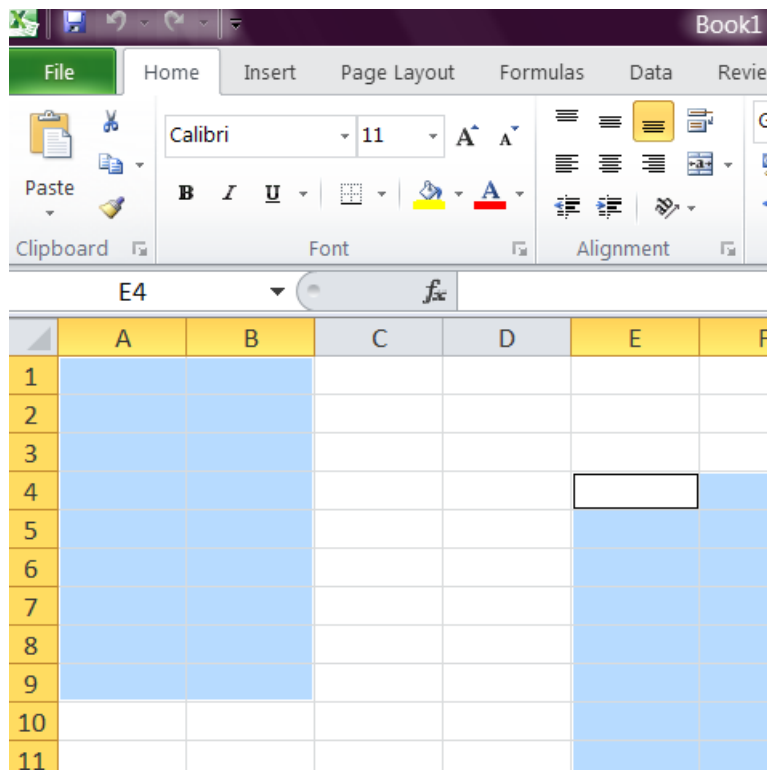 Book1
File Home Insert Page Layout Formulas Data Revie
Calibri 11 A A
Paste B I U A
Clipboard Font Alignment
E4 fx
A B C D E F
1
2
3
4
5
6
7
8
9
10
11